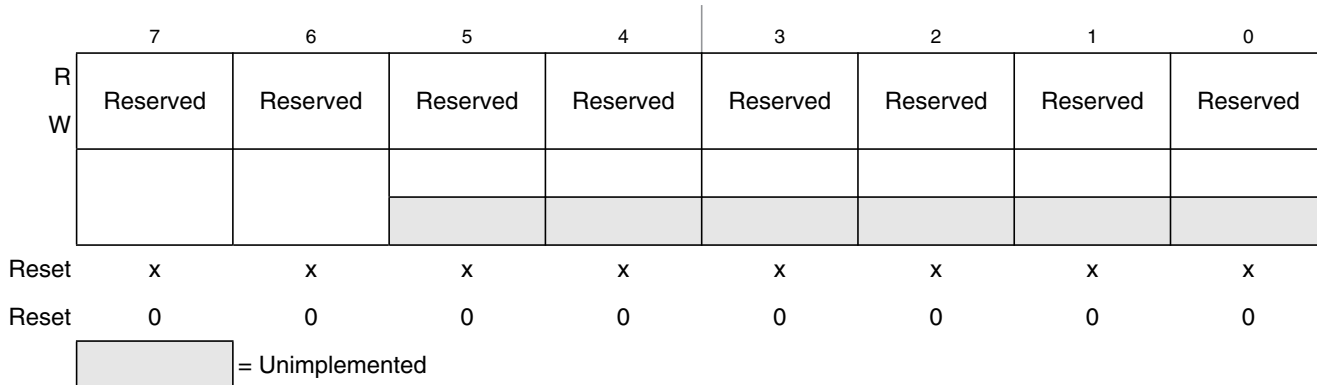 7 6 5 4 3 2 1 0
R
W
Reserved Reserved Reserved Reserved Reserved Reserved Reserved Reserved
Reset x x x x x x x x
Reset 0 0 0 0 0 0 0 0
= Unimplemented